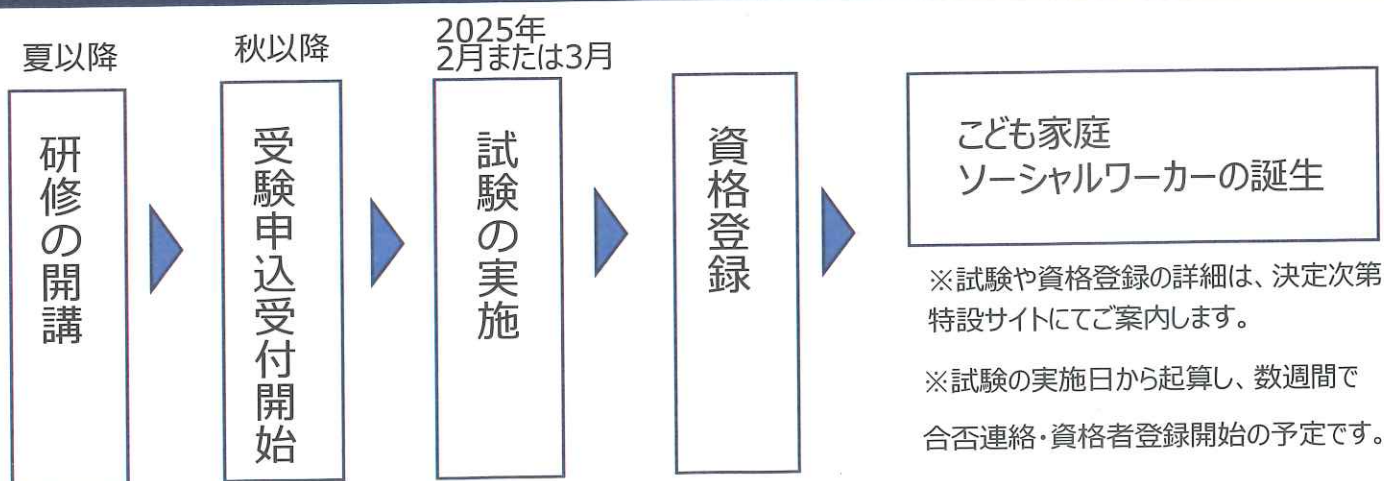 夏以降
研修の開講
秋以降
受験申込受付開始
2025年
2月または3月
試験の実施
資格登録
こども家庭
ソーシャルワーカーの誕生
※試験や資格登録の詳細は、決定次第
特設サイトにてご案内します。
※試験の実施日から起算し、数週間で
合否連絡・資格者登録開始の予定です。